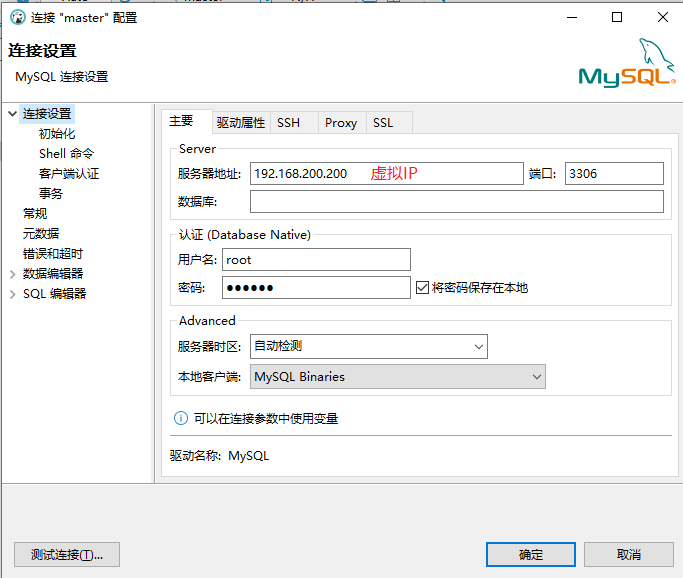 连接 "master" 配置
连接设置
MySQL 连接设置
MySQL
连接设置
初始化
Shell 命令
客户端认证
事务
常规
元数据
错误和超时
数据编辑器
SQL 编辑器
主要 驱动属性 SSH Proxy SSL
Server
服务器地址: 192.168.200.200 虚拟IP 端口: 3306
数据库:
认证 (Database Native)
用户名: root
密码: ●●●●●● 将密码保存在本地
Advanced
服务器时区: 自动检测
本地客户端: MySQL Binaries
可以在连接参数中使用变量
驱动名称: MySQL
测试连接(T)... 确定 取消